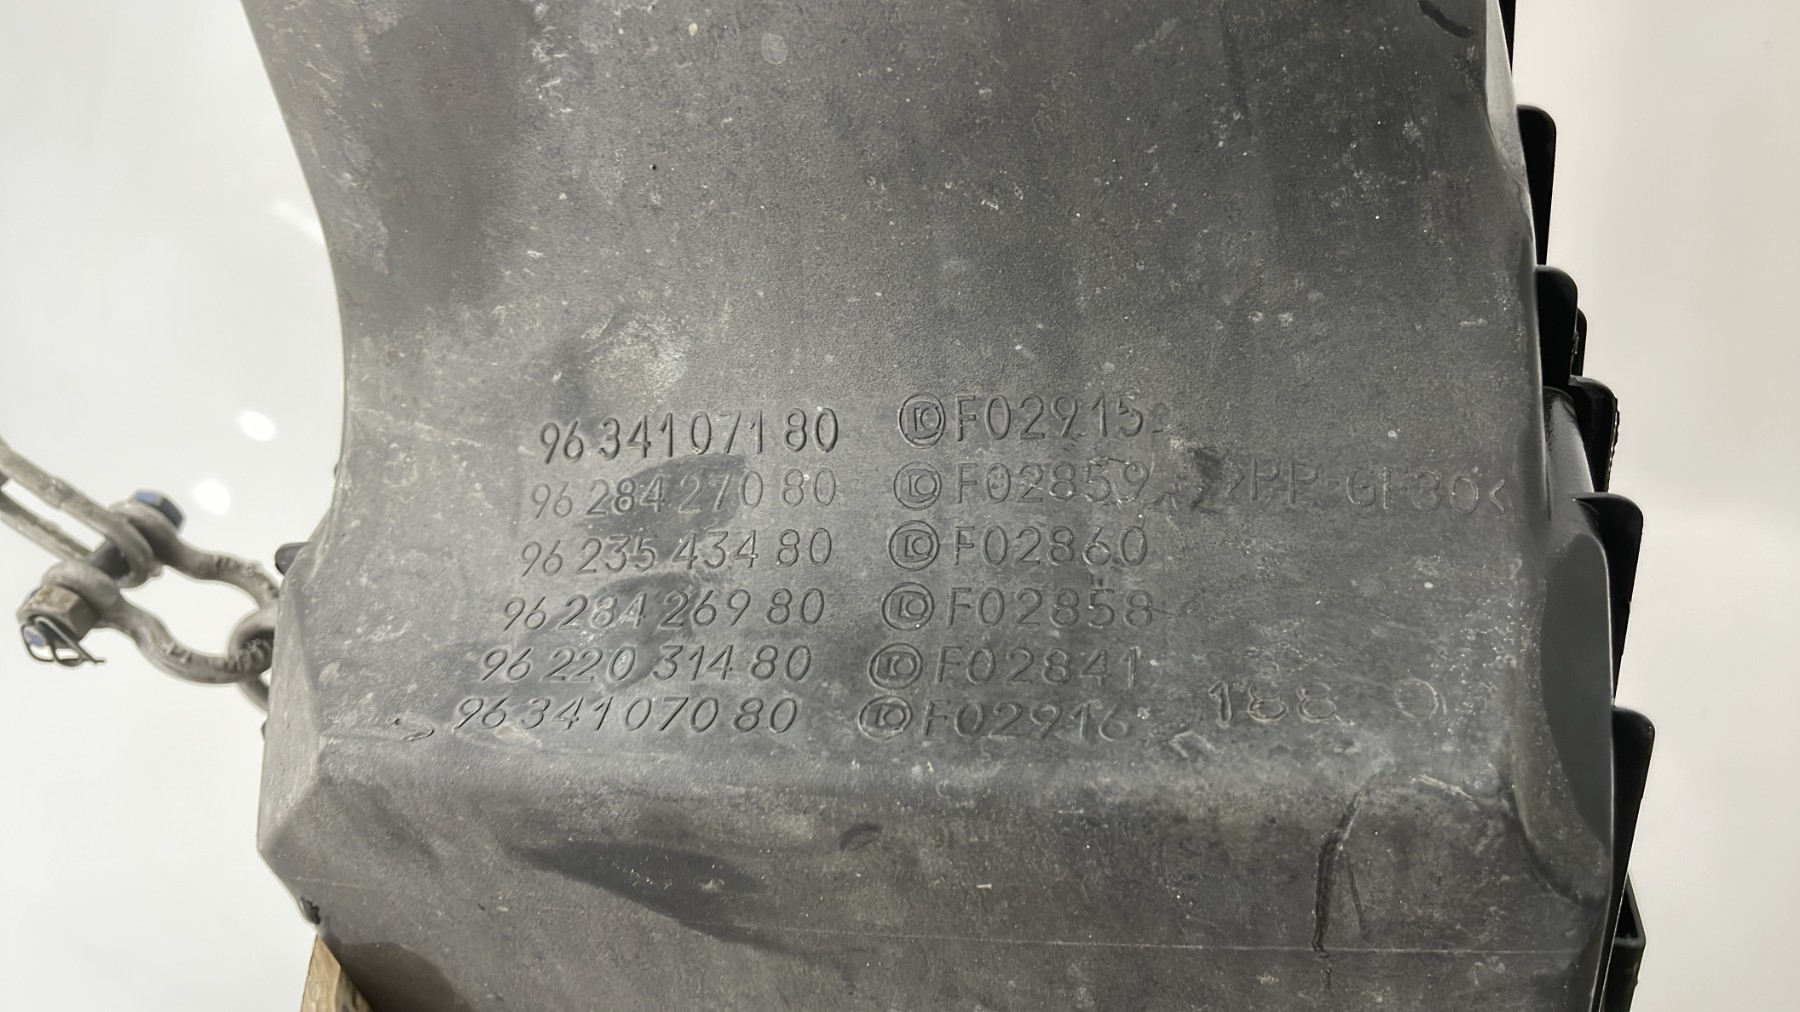 96 341 071 80 © F02915
96 284 270 80 © F02859 >PP-GF30<
96 235 434 80 © F02860
96 284 269 80 © F02858
96 220 314 80 © F02841
96 341 070 80 © F02916 188